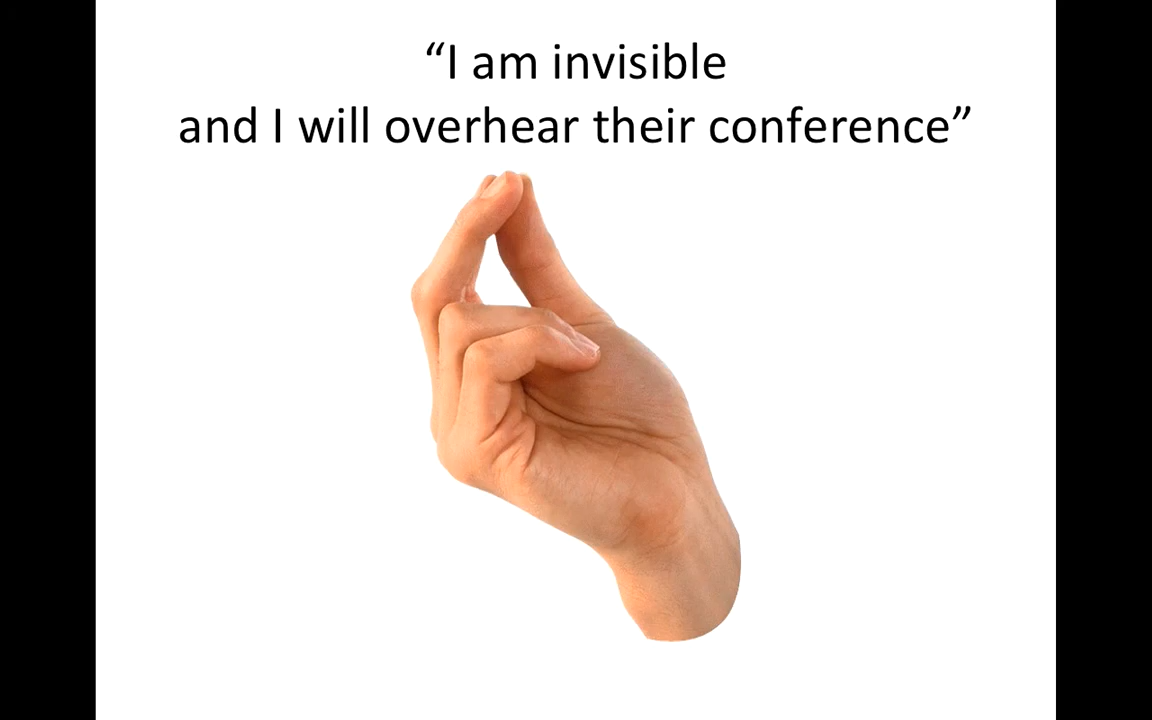 “I am invisible
and I will overhear their conference”